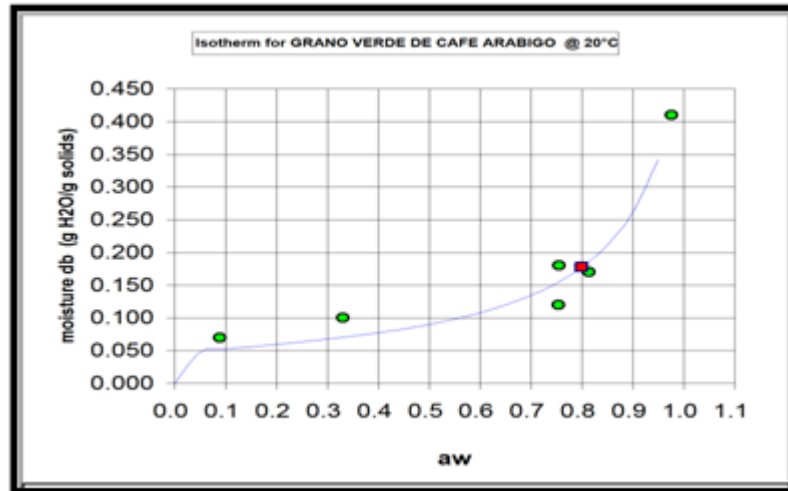 Isotherm for GRANO VERDE DE CAFE ARABIGO @ 20°C
moisture db (g H2O/g solids)
0.450
0.400
0.350
0.300
0.250
0.200
0.150
0.100
0.050
0.000
0.0 0.1 0.2 0.3 0.4 0.5 0.6 0.7 0.8 0.9 1.0 1.1
aw